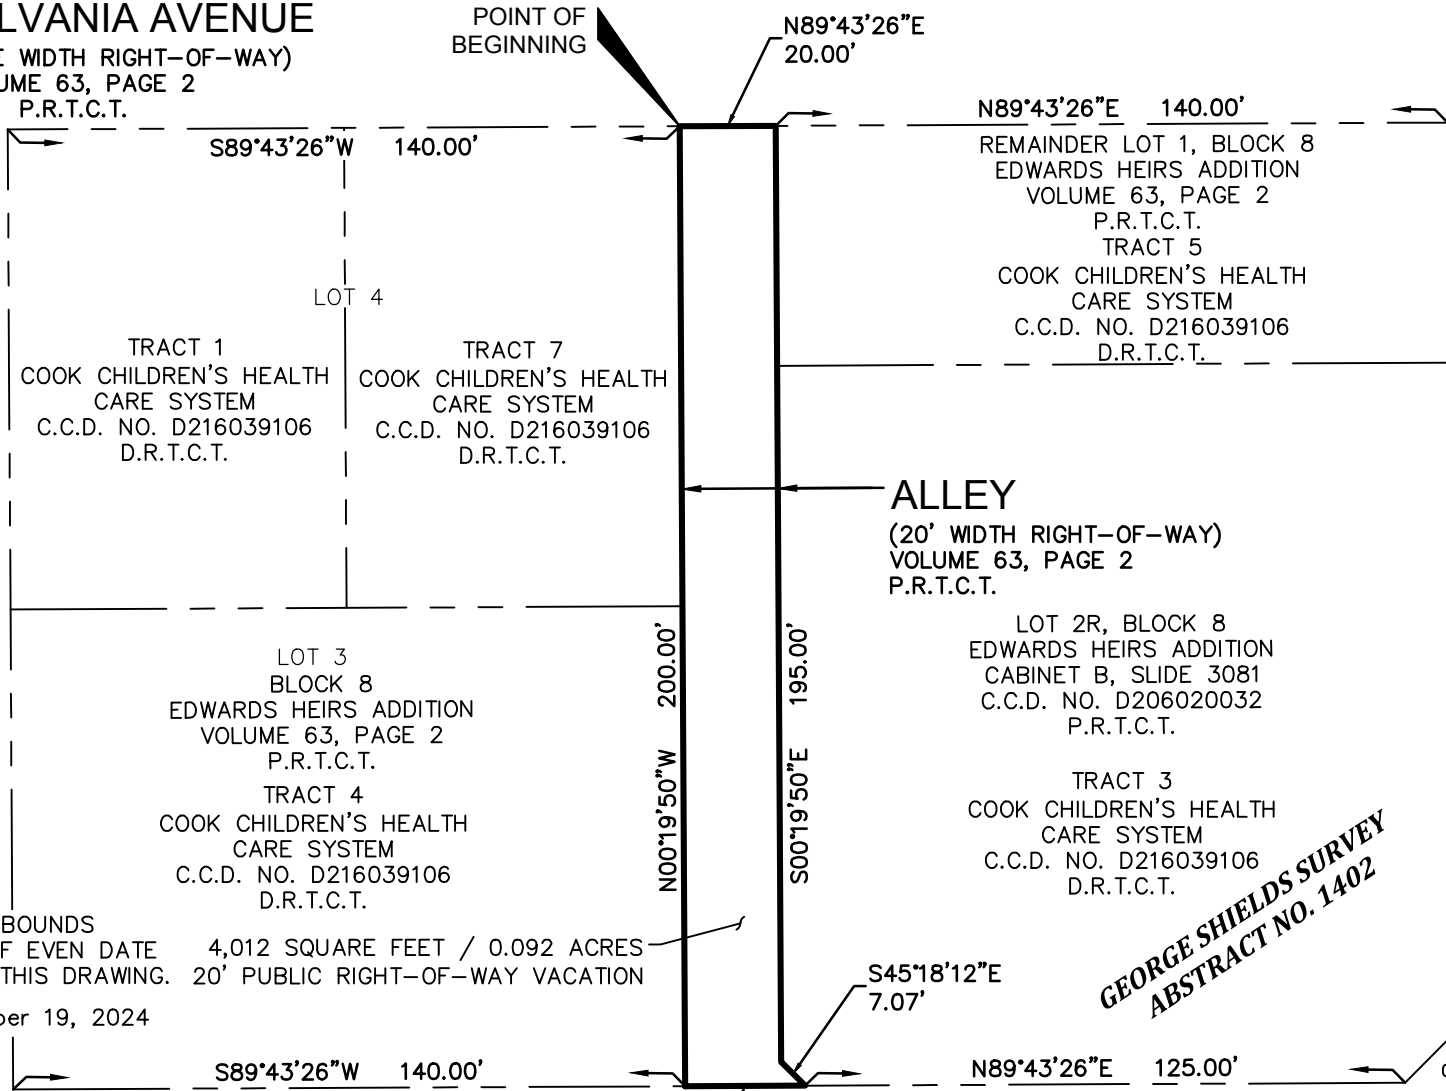 LVANIA AVENUE
WIDTH RIGHT-OF-WAY)
UME 63, PAGE 2
P.R.T.C.T.
POINT OF
BEGINNING
N89°43'26"E
20.00'
S89°43'26"W 140.00'
N89°43'26"E 140.00'
REMAINDER LOT 1, BLOCK 8
EDWARDS HEIRS ADDITION
VOLUME 63, PAGE 2
P.R.T.C.T.
TRACT 5
COOK CHILDREN'S HEALTH
CARE SYSTEM
C.C.D. NO. D216039106
D.R.T.C.T.
LOT 4
TRACT 1
COOK CHILDREN'S HEALTH
CARE SYSTEM
C.C.D. NO. D216039106
D.R.T.C.T.
TRACT 7
COOK CHILDREN'S HEALTH
CARE SYSTEM
C.C.D. NO. D216039106
D.R.T.C.T.
ALLEY
(20' WIDTH RIGHT-OF-WAY)
VOLUME 63, PAGE 2
P.R.T.C.T.
LOT 3
BLOCK 8
EDWARDS HEIRS ADDITION
VOLUME 63, PAGE 2
P.R.T.C.T.
TRACT 4
COOK CHILDREN'S HEALTH
CARE SYSTEM
C.C.D. NO. D216039106
D.R.T.C.T.
N00°19'50"W 200.00'
S00°19'50"E 195.00'
LOT 2R, BLOCK 8
EDWARDS HEIRS ADDITION
CABINET B, SLIDE 3081
C.C.D. NO. D206020032
P.R.T.C.T.
TRACT 3
COOK CHILDREN'S HEALTH
CARE SYSTEM
C.C.D. NO. D216039106
D.R.T.C.T.
GEORGE SHIELDS SURVEY
ABSTRACT NO. 1402
BOUNDS
F EVEN DATE
THIS DRAWING.
4,012 SQUARE FEET / 0.092 ACRES
20' PUBLIC RIGHT-OF-WAY VACATION
ber 19, 2024
S45°18'12"E
7.07'
S89°43'26"W 140.00'
N89°43'26"E 125.00'